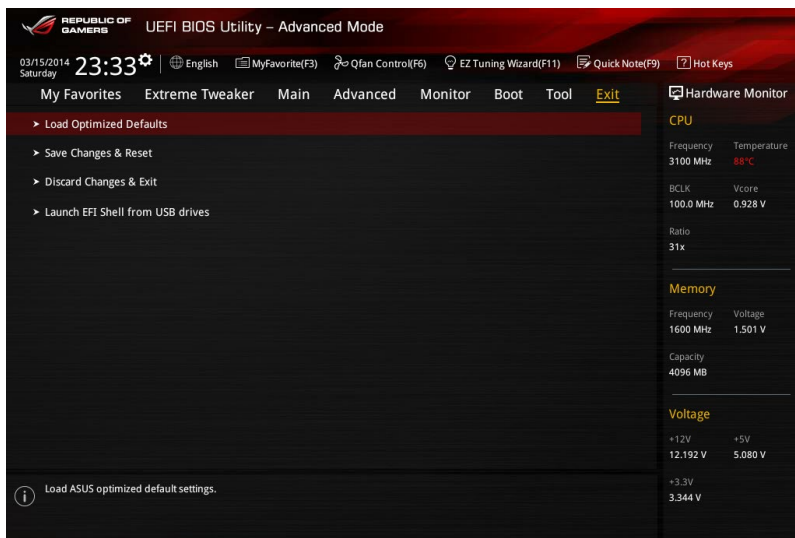 REPUBLIC OF
GAMERS
UEFI BIOS Utility – Advanced Mode
03/15/2014
Saturday
23:33
English
MyFavorite(F3)
Qfan Control(F6)
EZ Tuning Wizard(F11)
Quick Note(F9)
? Hot Keys
My Favorites Extreme Tweaker Main Advanced Monitor Boot Tool Exit
Hardware Monitor
> Load Optimized Defaults
> Save Changes & Reset
> Discard Changes & Exit
> Launch EFI Shell from USB drives
CPU
Frequency Temperature
3100 MHz 88°C
BCLK Vcore
100.0 MHz 0.928 V
Ratio
31x
Memory
Frequency Voltage
1600 MHz 1.501 V
Capacity
4096 MB
Voltage
+12V +5V
12.192 V 5.080 V
+3.3V
3.344 V
i Load ASUS optimized default settings.